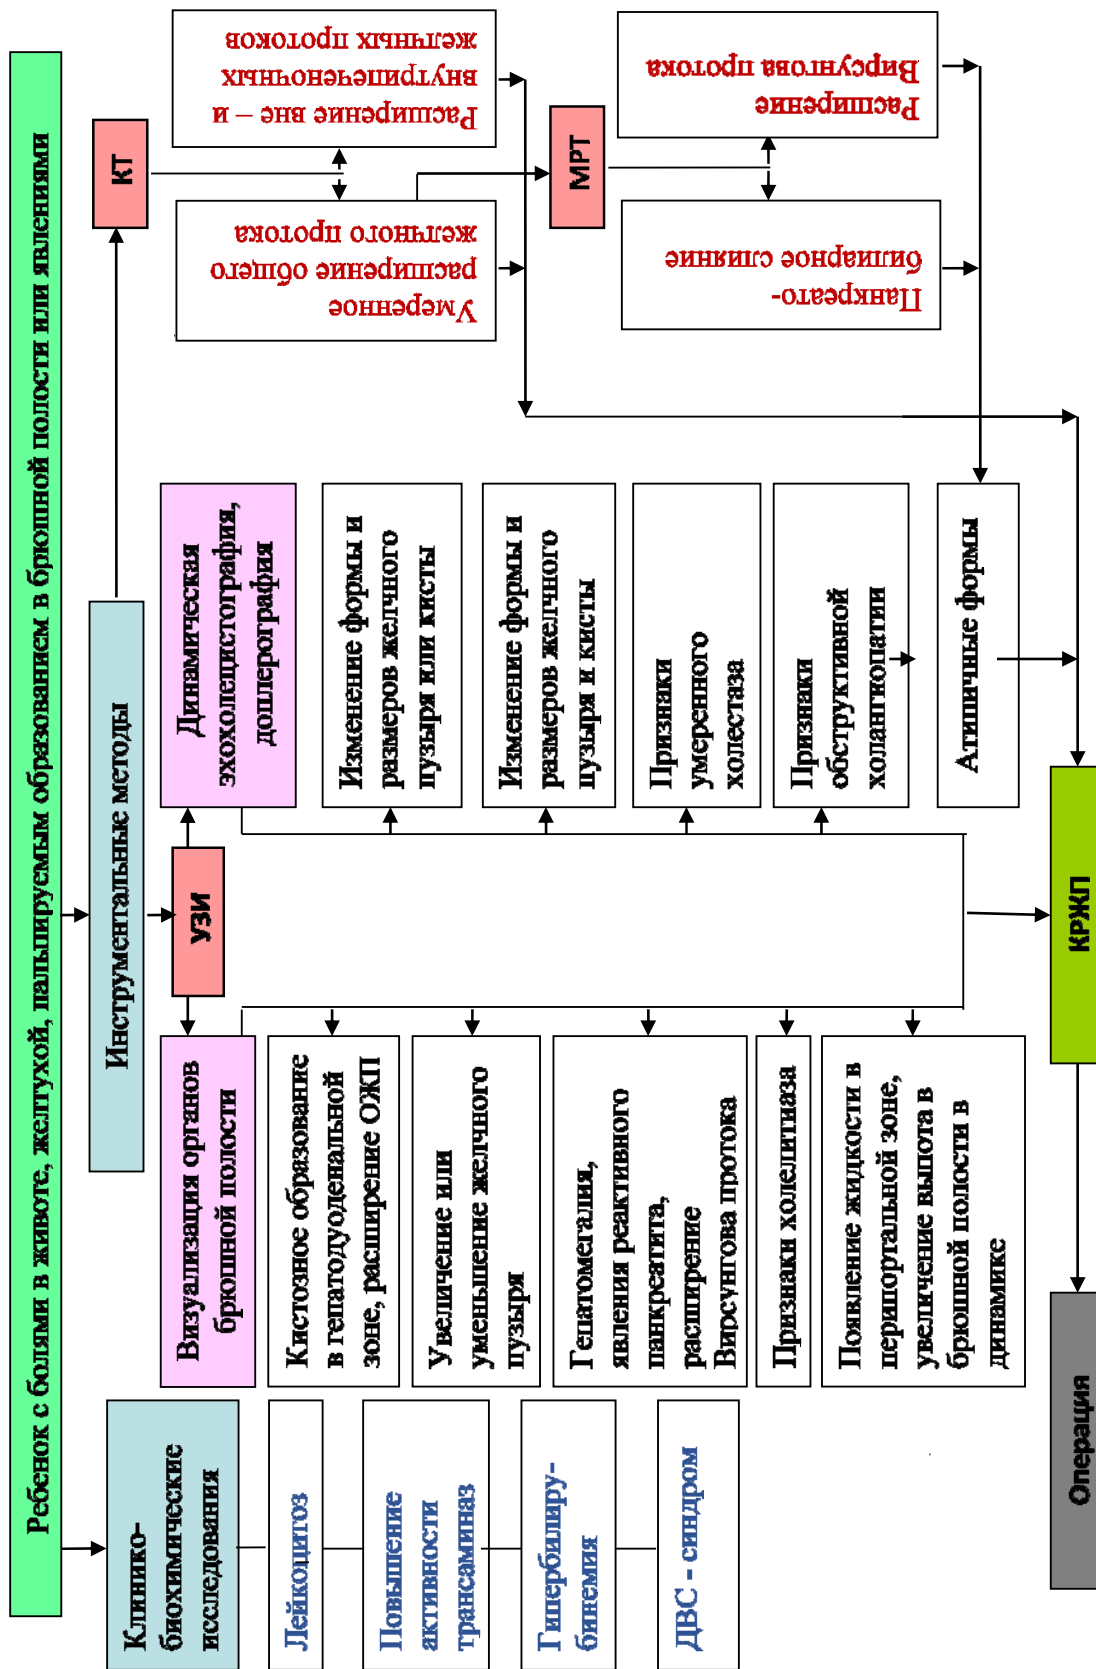 Ребенок с болями в животе, желтухой, пальпируемым образованием в брюшной полости или явлениями
Клинико-
биохимические
исследования
Лейкоцитоз
Повышение
активности
трансаминаз
Гипербилиру-
бинемия
ДВС - синдром
Инструментальные методы
УЗИ
Визуализация органов
брюшной полости
Кистозное образование
в гепатодуоденальной
зоне, расширение ОЖП
Увеличение или
уменьшение желчного
пузыря
Гепатомегалия,
явления реактивного
панкреатита,
расширение
Вирсунгова протока
Признаки холелитиаза
Появление жидкости в
перипортальной зоне,
увеличение выпота в
брюшной полости в
динамике
Динамическая
эхохолецистография,
доплерография
Изменение формы и
размеров желчного
пузыря или кисты
Изменение формы и
размеров желчного
пузыря и кисты
Признаки
умеренного
холестаза
Признаки
обструктивной
холангиопатии
Атипичные формы
КТ
Умеренное
расширение общего
желчного протока
Расширение вне – и
внутрипеченочных
желчных протоков
МРТ
Панкреато-
билиарное слияние
Расширение
Вирсунгова протока
КРЖП
Операция